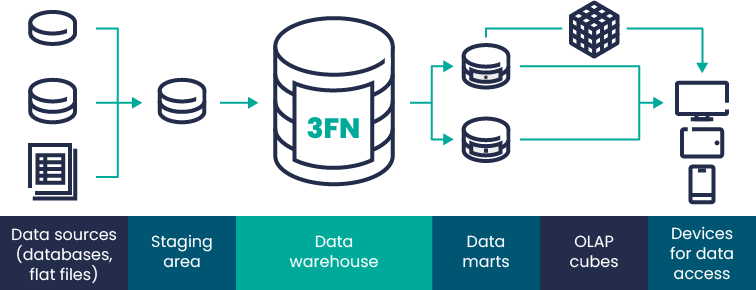 3FN
Data sources
(databases,
flat files)
Staging
area
Data
warehouse
Data
marts
OLAP
cubes
Devices
for data
access